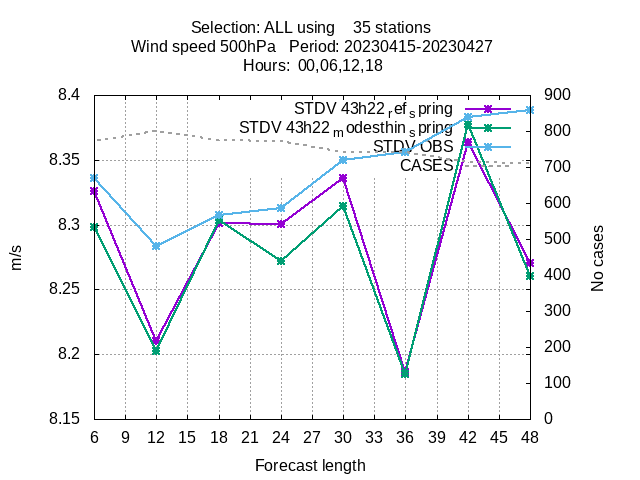 Selection: ALL using    35 stations
Wind speed 500hPa   Period: 20230415-20230427
Hours: 00,06,12,18
8.4
8.35
8.3
8.25
8.2
8.15
m/s
STDV 43h22 ref spring
STDV 43h22 modesthin spring
STDV OBS
CASES
900
800
700
600
500
400
300
200
100
0
No cases
6 9 12 15 18 21 24 27 30 33 36 39 42 45 48
Forecast length